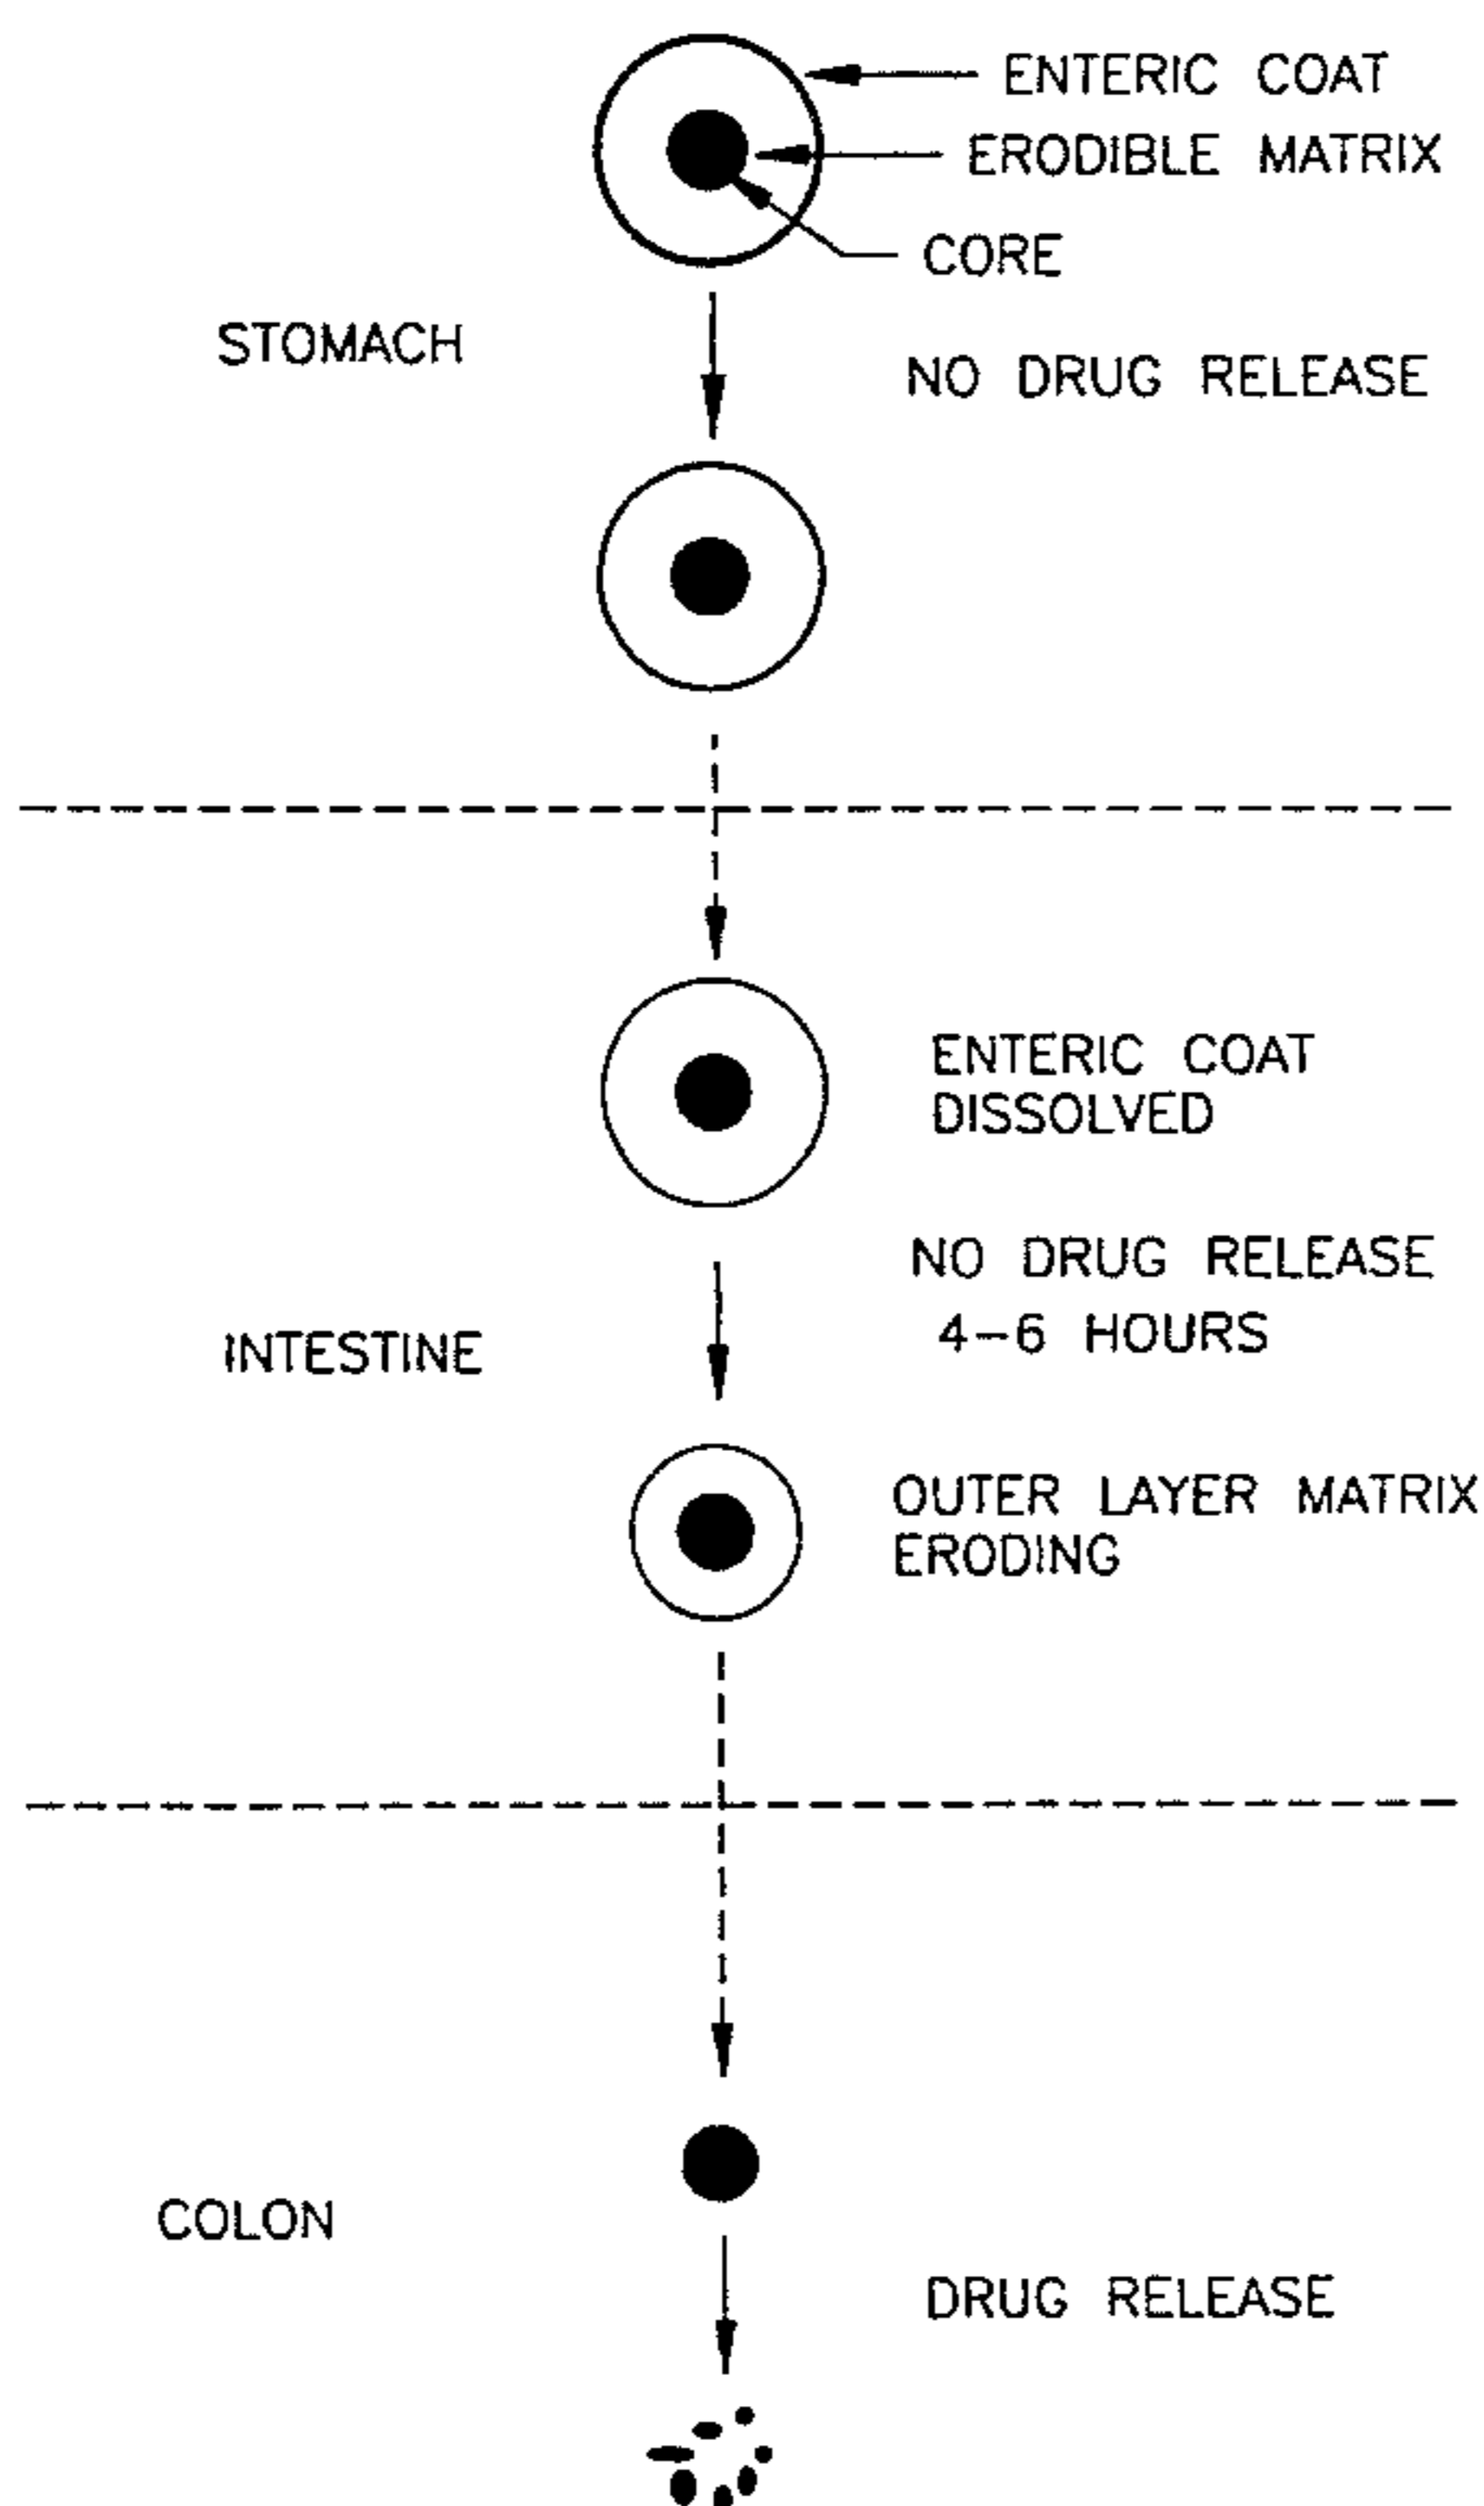 ENTERIC COAT
ERODIBLE MATRIX
CORE
STOMACH
NO DRUG RELEASE
ENTERIC COAT
DISSOLVED
NO DRUG RELEASE
4-6 HOURS
INTESTINE
OUTER LAYER MATRIX
ERODING
COLON
DRUG RELEASE